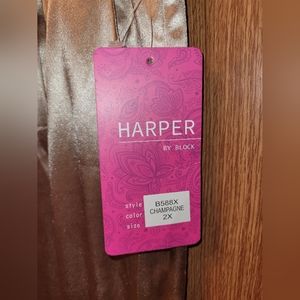 HARPER
BY BLOCK
style B588X
color CHAMPAGNE
size 2X